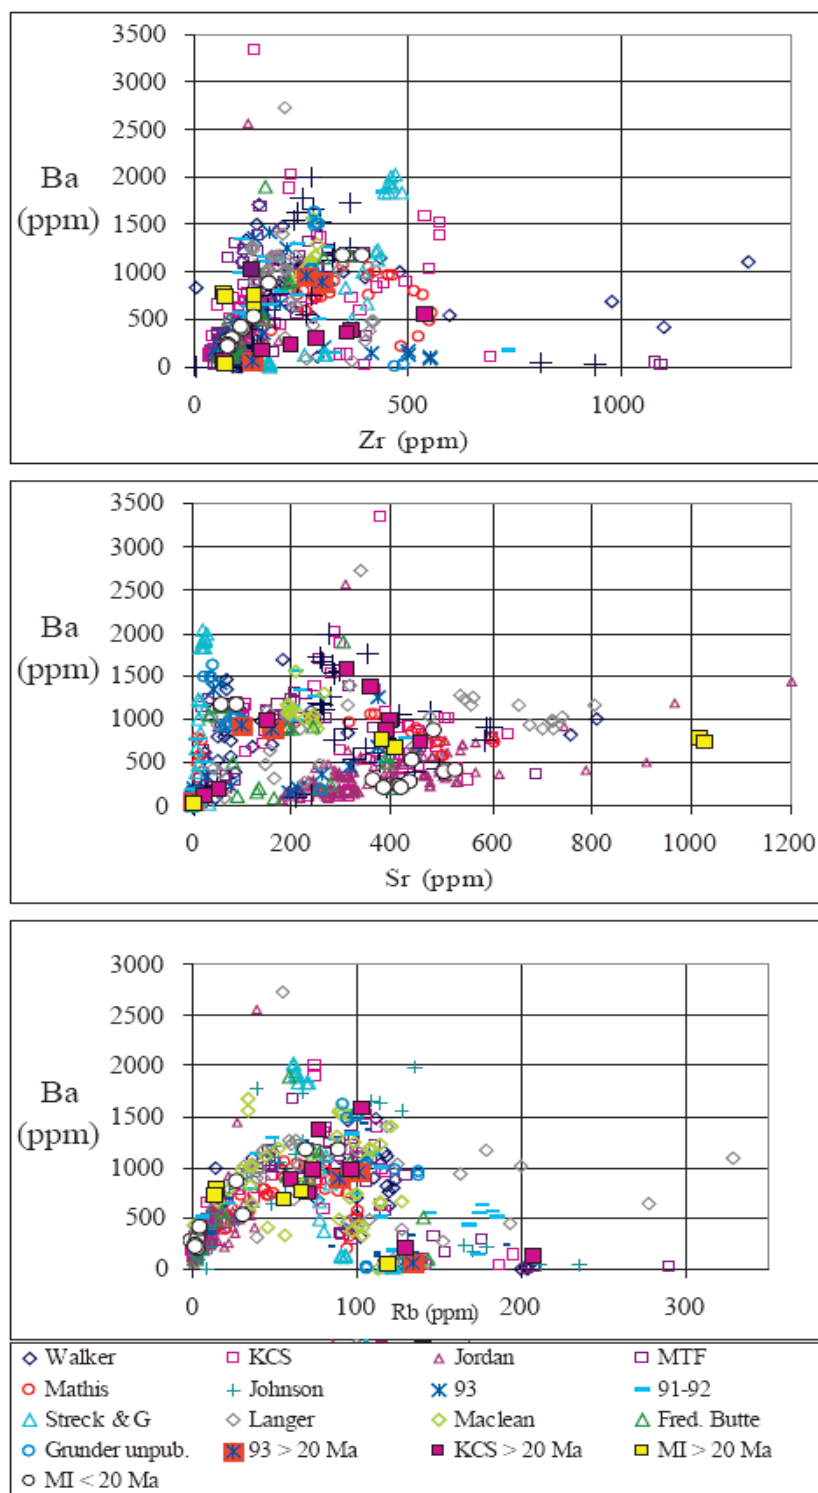 3500
3000
2500
2000
1500
1000
500
0
Ba
(ppm)
0 500 1000
Zr (ppm)
3500
3000
2500
2000
1500
1000
500
0
Ba
(ppm)
0 200 400 600 800 1000 1200
Sr (ppm)
3000
2500
2000
1500
1000
500
0
Ba
(ppm)
0 100 200 300
Rb (ppm)
Walker KCS Jordan MTF
Mathis Johnson 93 91-92
Streck & G Langer Maclean Fred. Butte
Grunder unpub. 93 > 20 Ma KCS > 20 Ma MI > 20 Ma
MI < 20 Ma